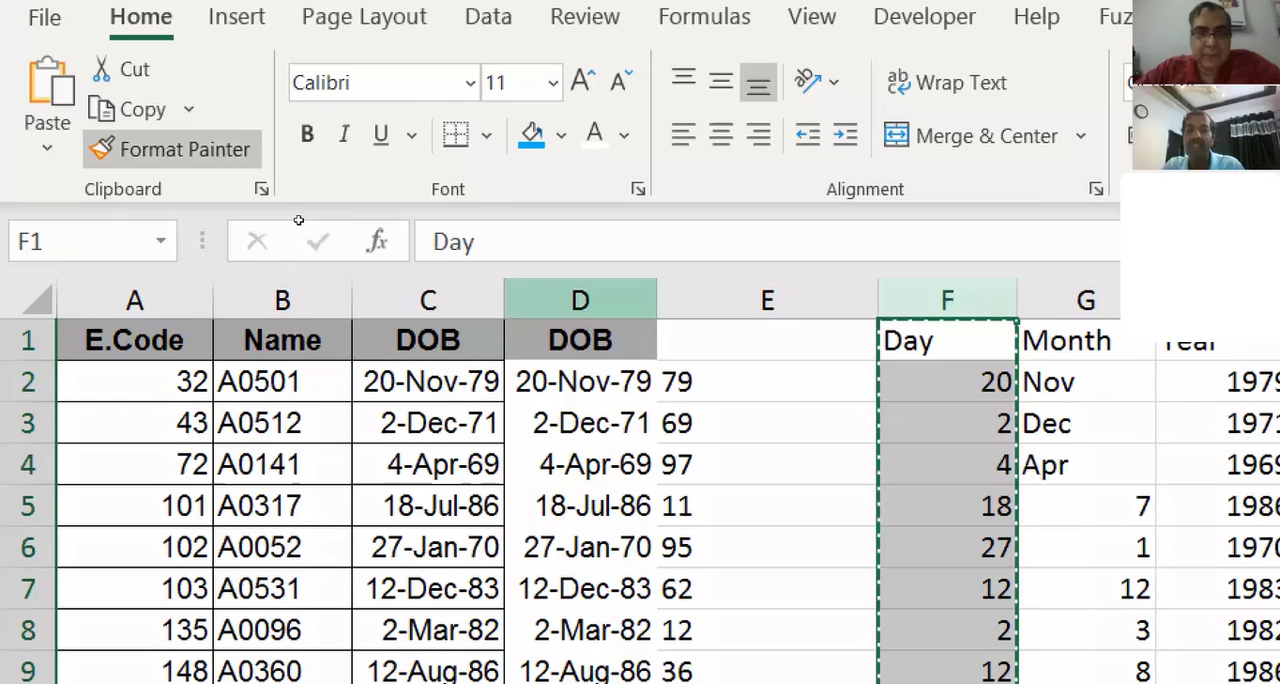 File Home Insert Page Layout Data Review Formulas View Developer Help Fuz
Cut
Calibri 11
Copy
Wrap Text
Paste
Format Painter
B I U A
Merge & Center
Clipboard Font Alignment
F1 fx Day
A B C D E F G
1 E.Code Name DOB DOB Day Month Year
2 32 A0501 20-Nov-79 20-Nov-79 79 20 Nov 1979
3 43 A0512 2-Dec-71 2-Dec-71 69 2 Dec 1971
4 72 A0141 4-Apr-69 4-Apr-69 97 4 Apr 1969
5 101 A0317 18-Jul-86 18-Jul-86 11 18 7 1986
6 102 A0052 27-Jan-70 27-Jan-70 95 27 1 1970
7 103 A0531 12-Dec-83 12-Dec-83 62 12 12 1983
8 135 A0096 2-Mar-82 2-Mar-82 12 2 3 1982
9 148 A0360 12-Aug-86 12-Aug-86 36 12 8 1986